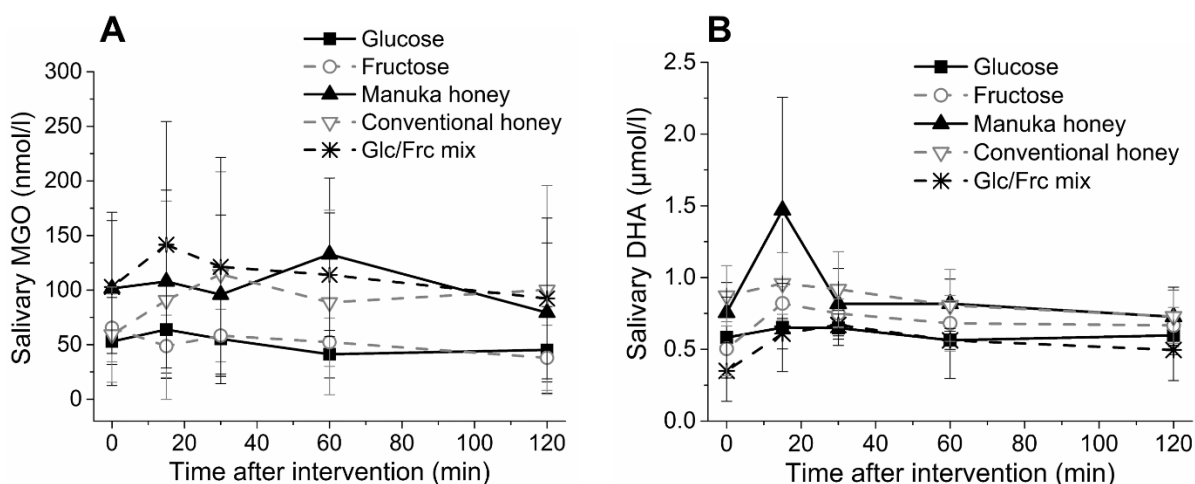 A
Glucose
Fructose
Manuka honey
Conventional honey
Glc/Frc mix
Salivary MGO (nmol/l)
300
250
200
150
100
50
0
0 20 40 60 80 100 120
Time after intervention (min)
B
Glucose
Fructose
Manuka honey
Conventional honey
Glc/Frc mix
Salivary DHA (µmol/l)
2.5
2.0
1.5
1.0
0.5
0.0
0 20 40 60 80 100 120
Time after intervention (min)